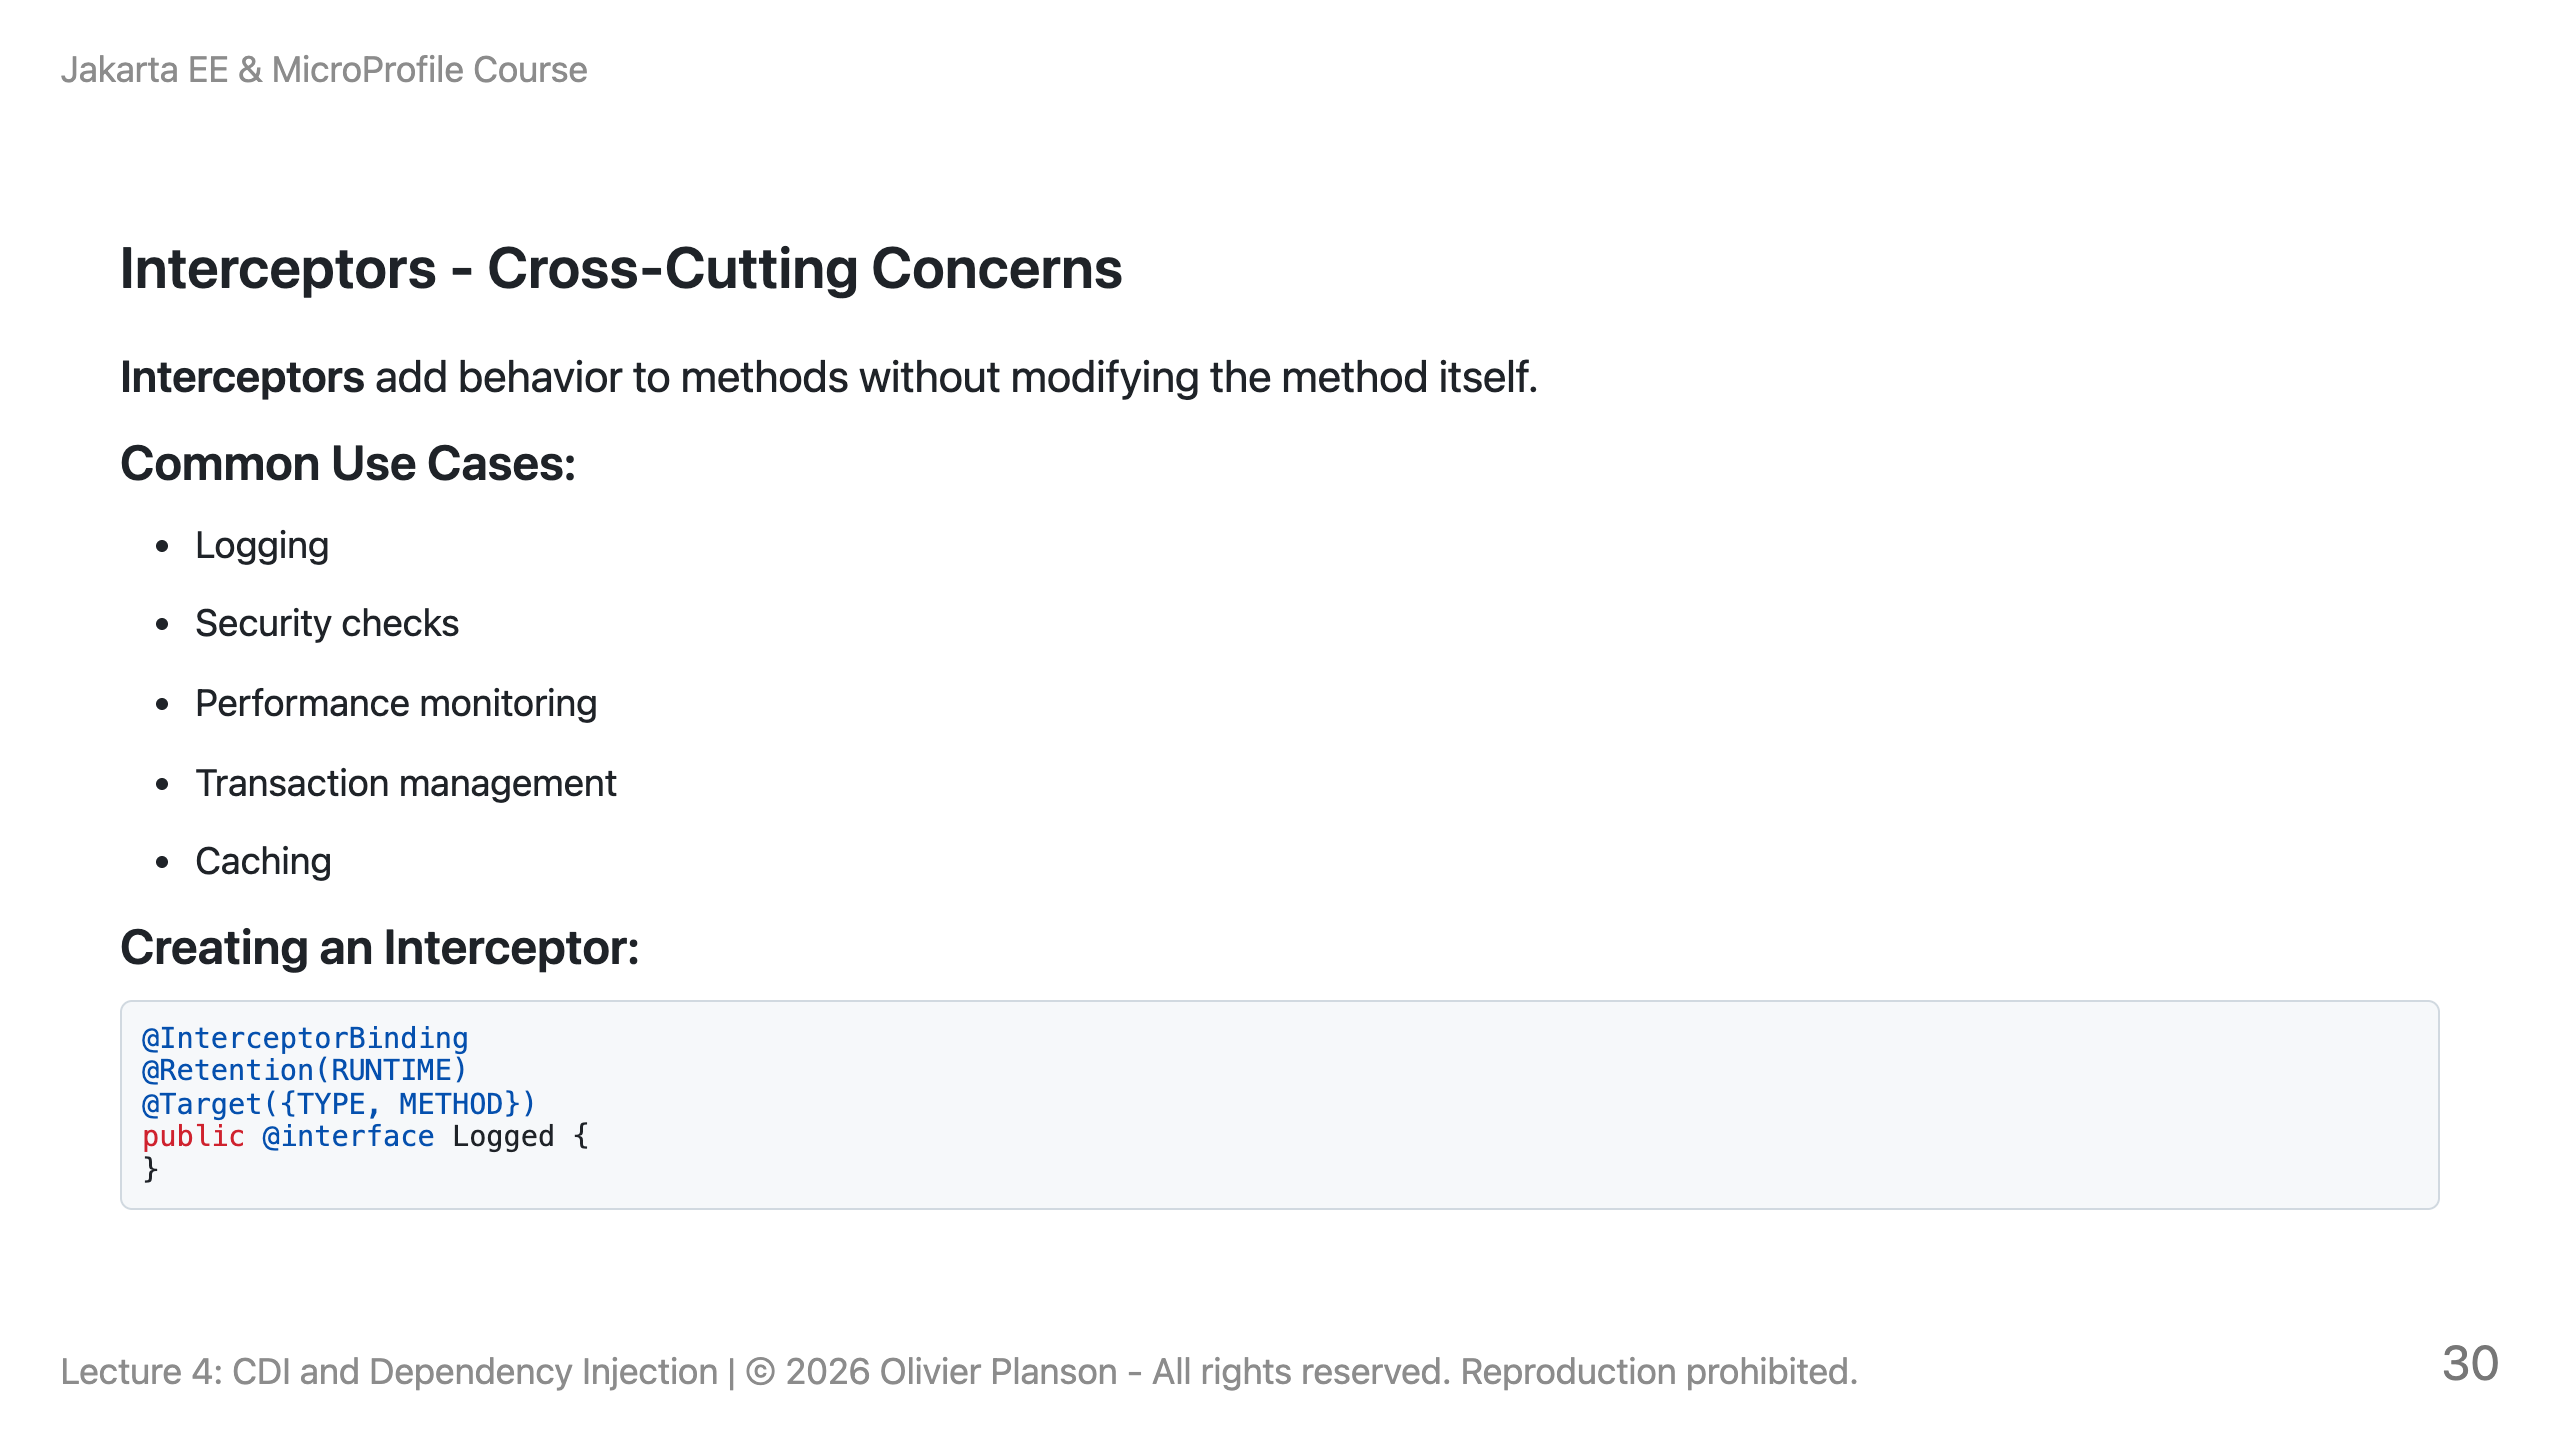 Jakarta EE & MicroProfile Course
Interceptors - Cross-Cutting Concerns
Interceptors add behavior to methods without modifying the method itself.
Common Use Cases:
• Logging
• Security checks
• Performance monitoring
• Transaction management
• Caching
Creating an Interceptor:
@InterceptorBinding
@Retention(RUNTIME)
@Target({TYPE, METHOD})
public @interface Logged {
}
Lecture 4: CDI and Dependency Injection | © 2026 Olivier Planson - All rights reserved. Reproduction prohibited.
30